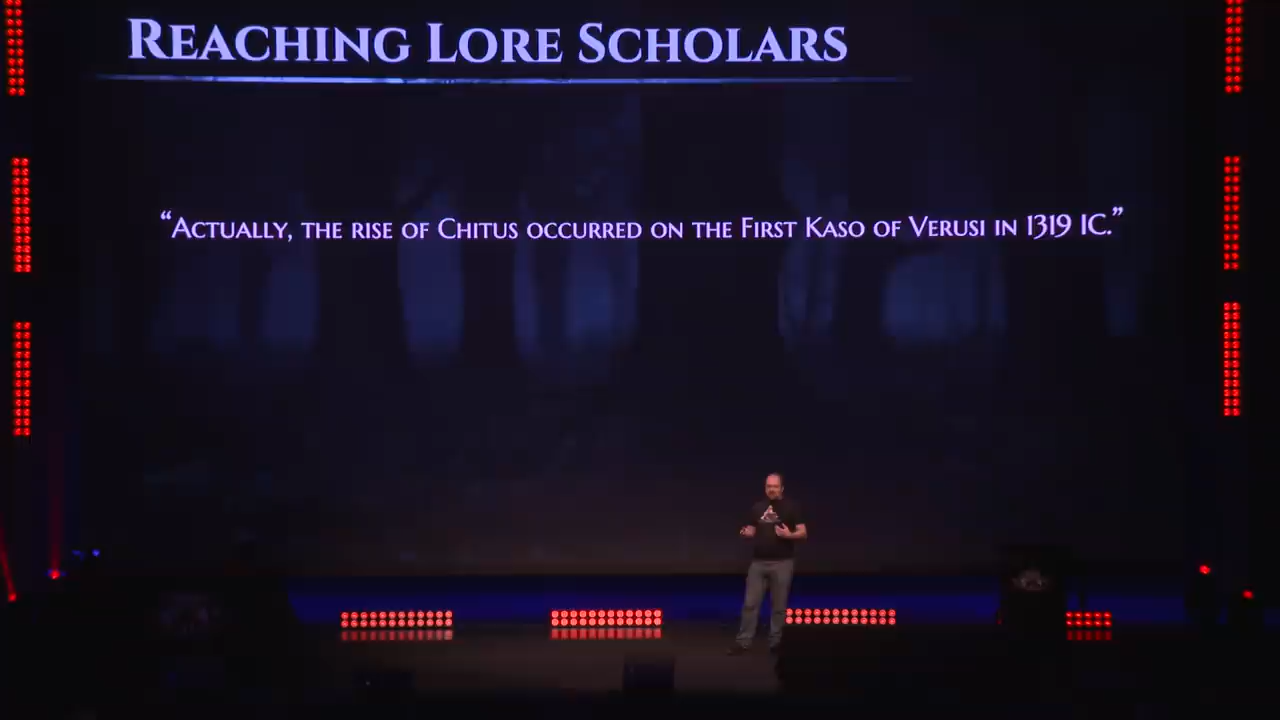 Reaching Lore Scholars
“Actually, the rise of Chitus occurred on the First Kaso of Verusi in 1319 IC.”